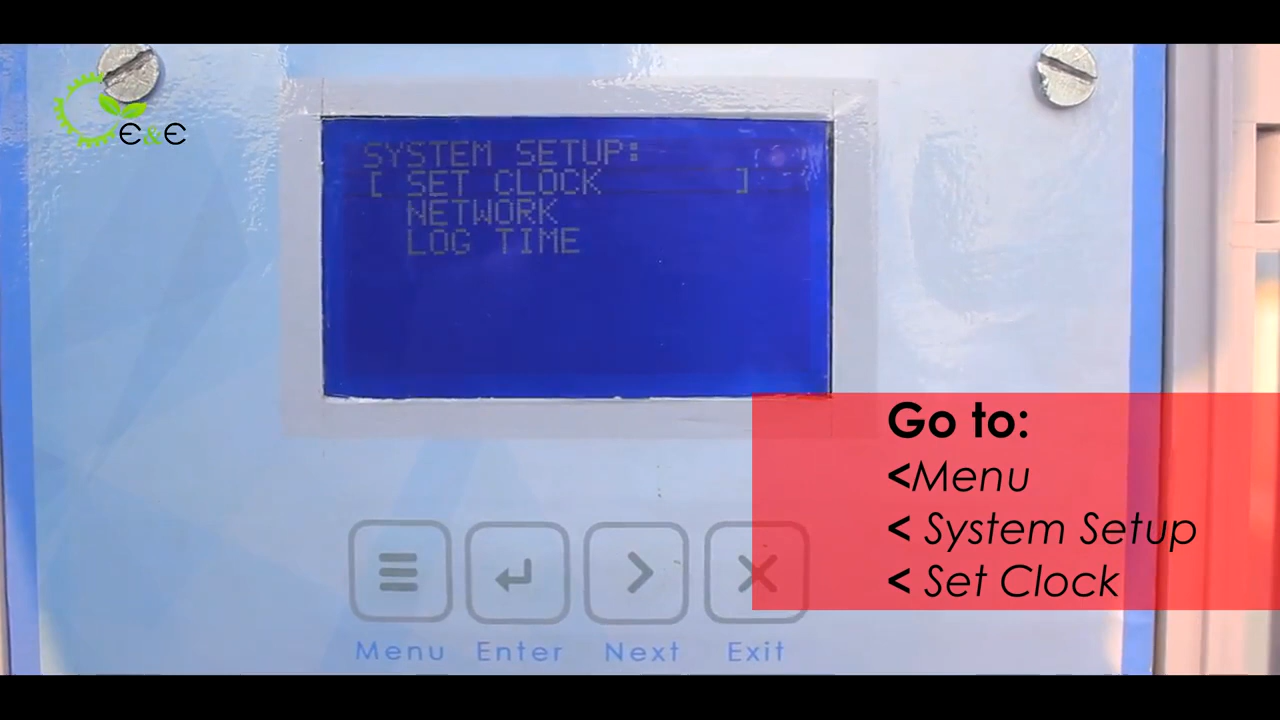 E&E
SYSTEM SETUP:
[ SET CLOCK ]
NETWORK
LOG TIME
Go to:
<Menu
< System Setup
< Set Clock
Menu Enter Next Exit